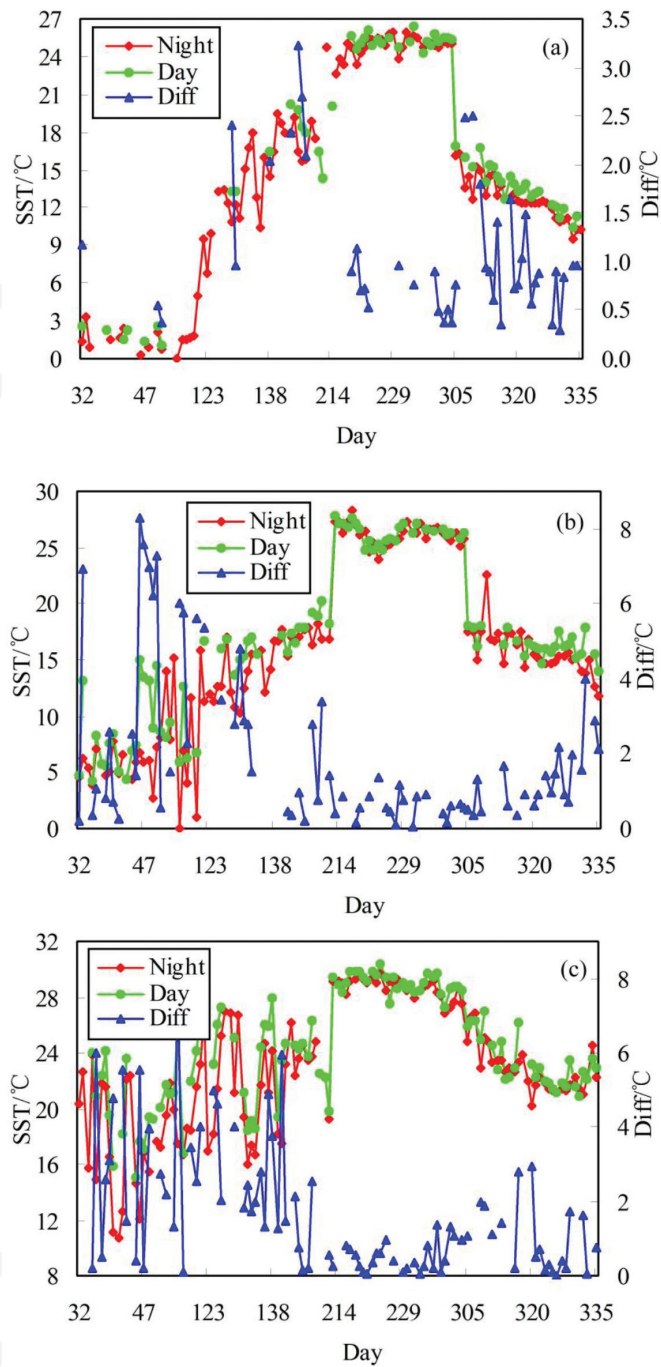 (a)
Night
Day
Diff
SST/℃
27
24
21
18
15
12
9
6
3
0
Diff/℃
3.5
3.0
2.5
2.0
1.5
1.0
0.5
0.0
32 47 123 138 214 229 305 320 335
Day
(b)
Night
Day
Diff
SST/℃
30
25
20
15
10
5
0
Diff/℃
8
6
4
2
0
32 47 123 138 214 229 305 320 335
Day
(c)
Night
Day
Diff
SST/℃
32
28
24
20
16
12
8
Diff/℃
8
6
4
2
0
32 47 123 138 214 229 305 320 335
Day